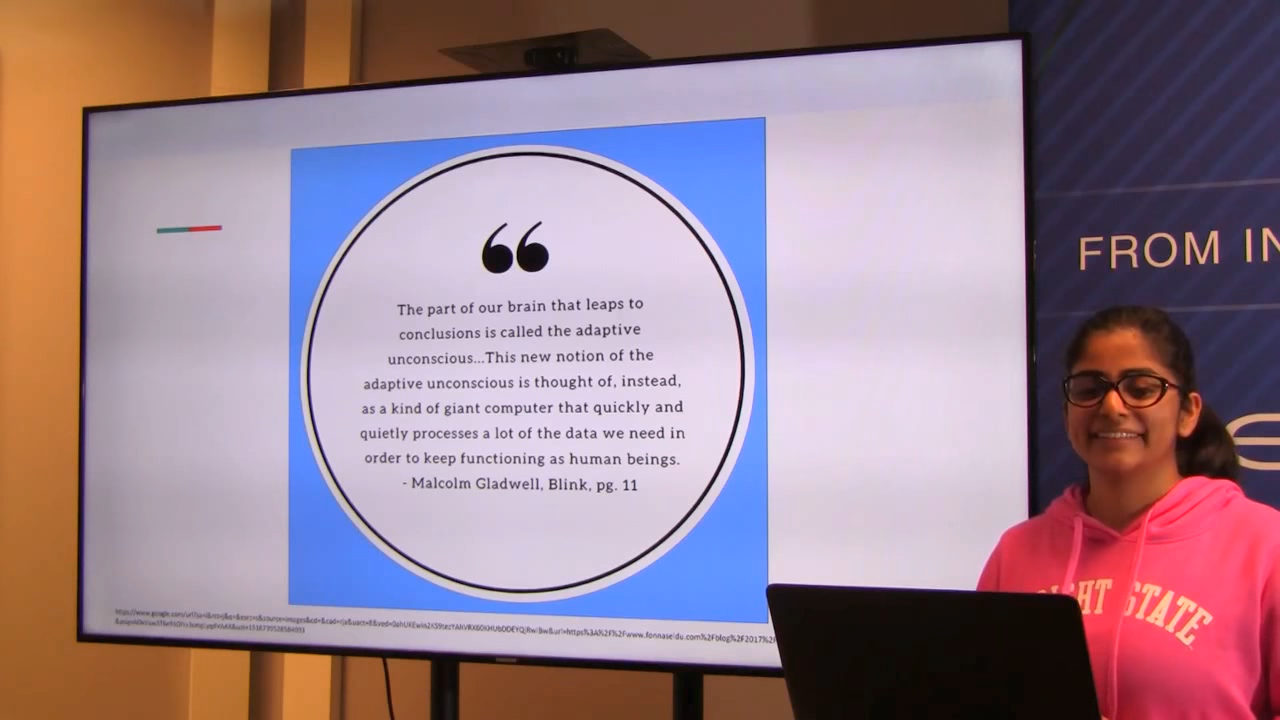 The part of our brain that leaps to
conclusions is called the adaptive
unconscious...This new notion of the
adaptive unconscious is thought of, instead,
as a kind of giant computer that quickly and
quietly processes a lot of the data we need in
order to keep functioning as human beings.
- Malcolm Gladwell, Blink, pg. 11
FROM IN
GHT STATE